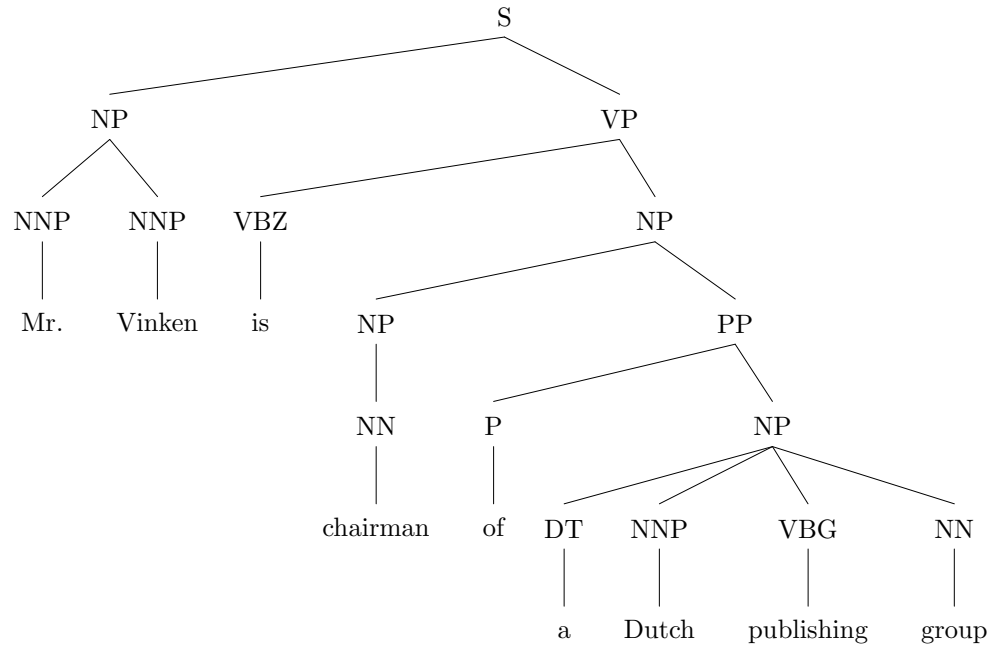 S
NP VP
NNP NNP VBZ NP
Mr. Vinken is NP PP
NN P NP
chairman of DT NNP VBG NN
a Dutch publishing group